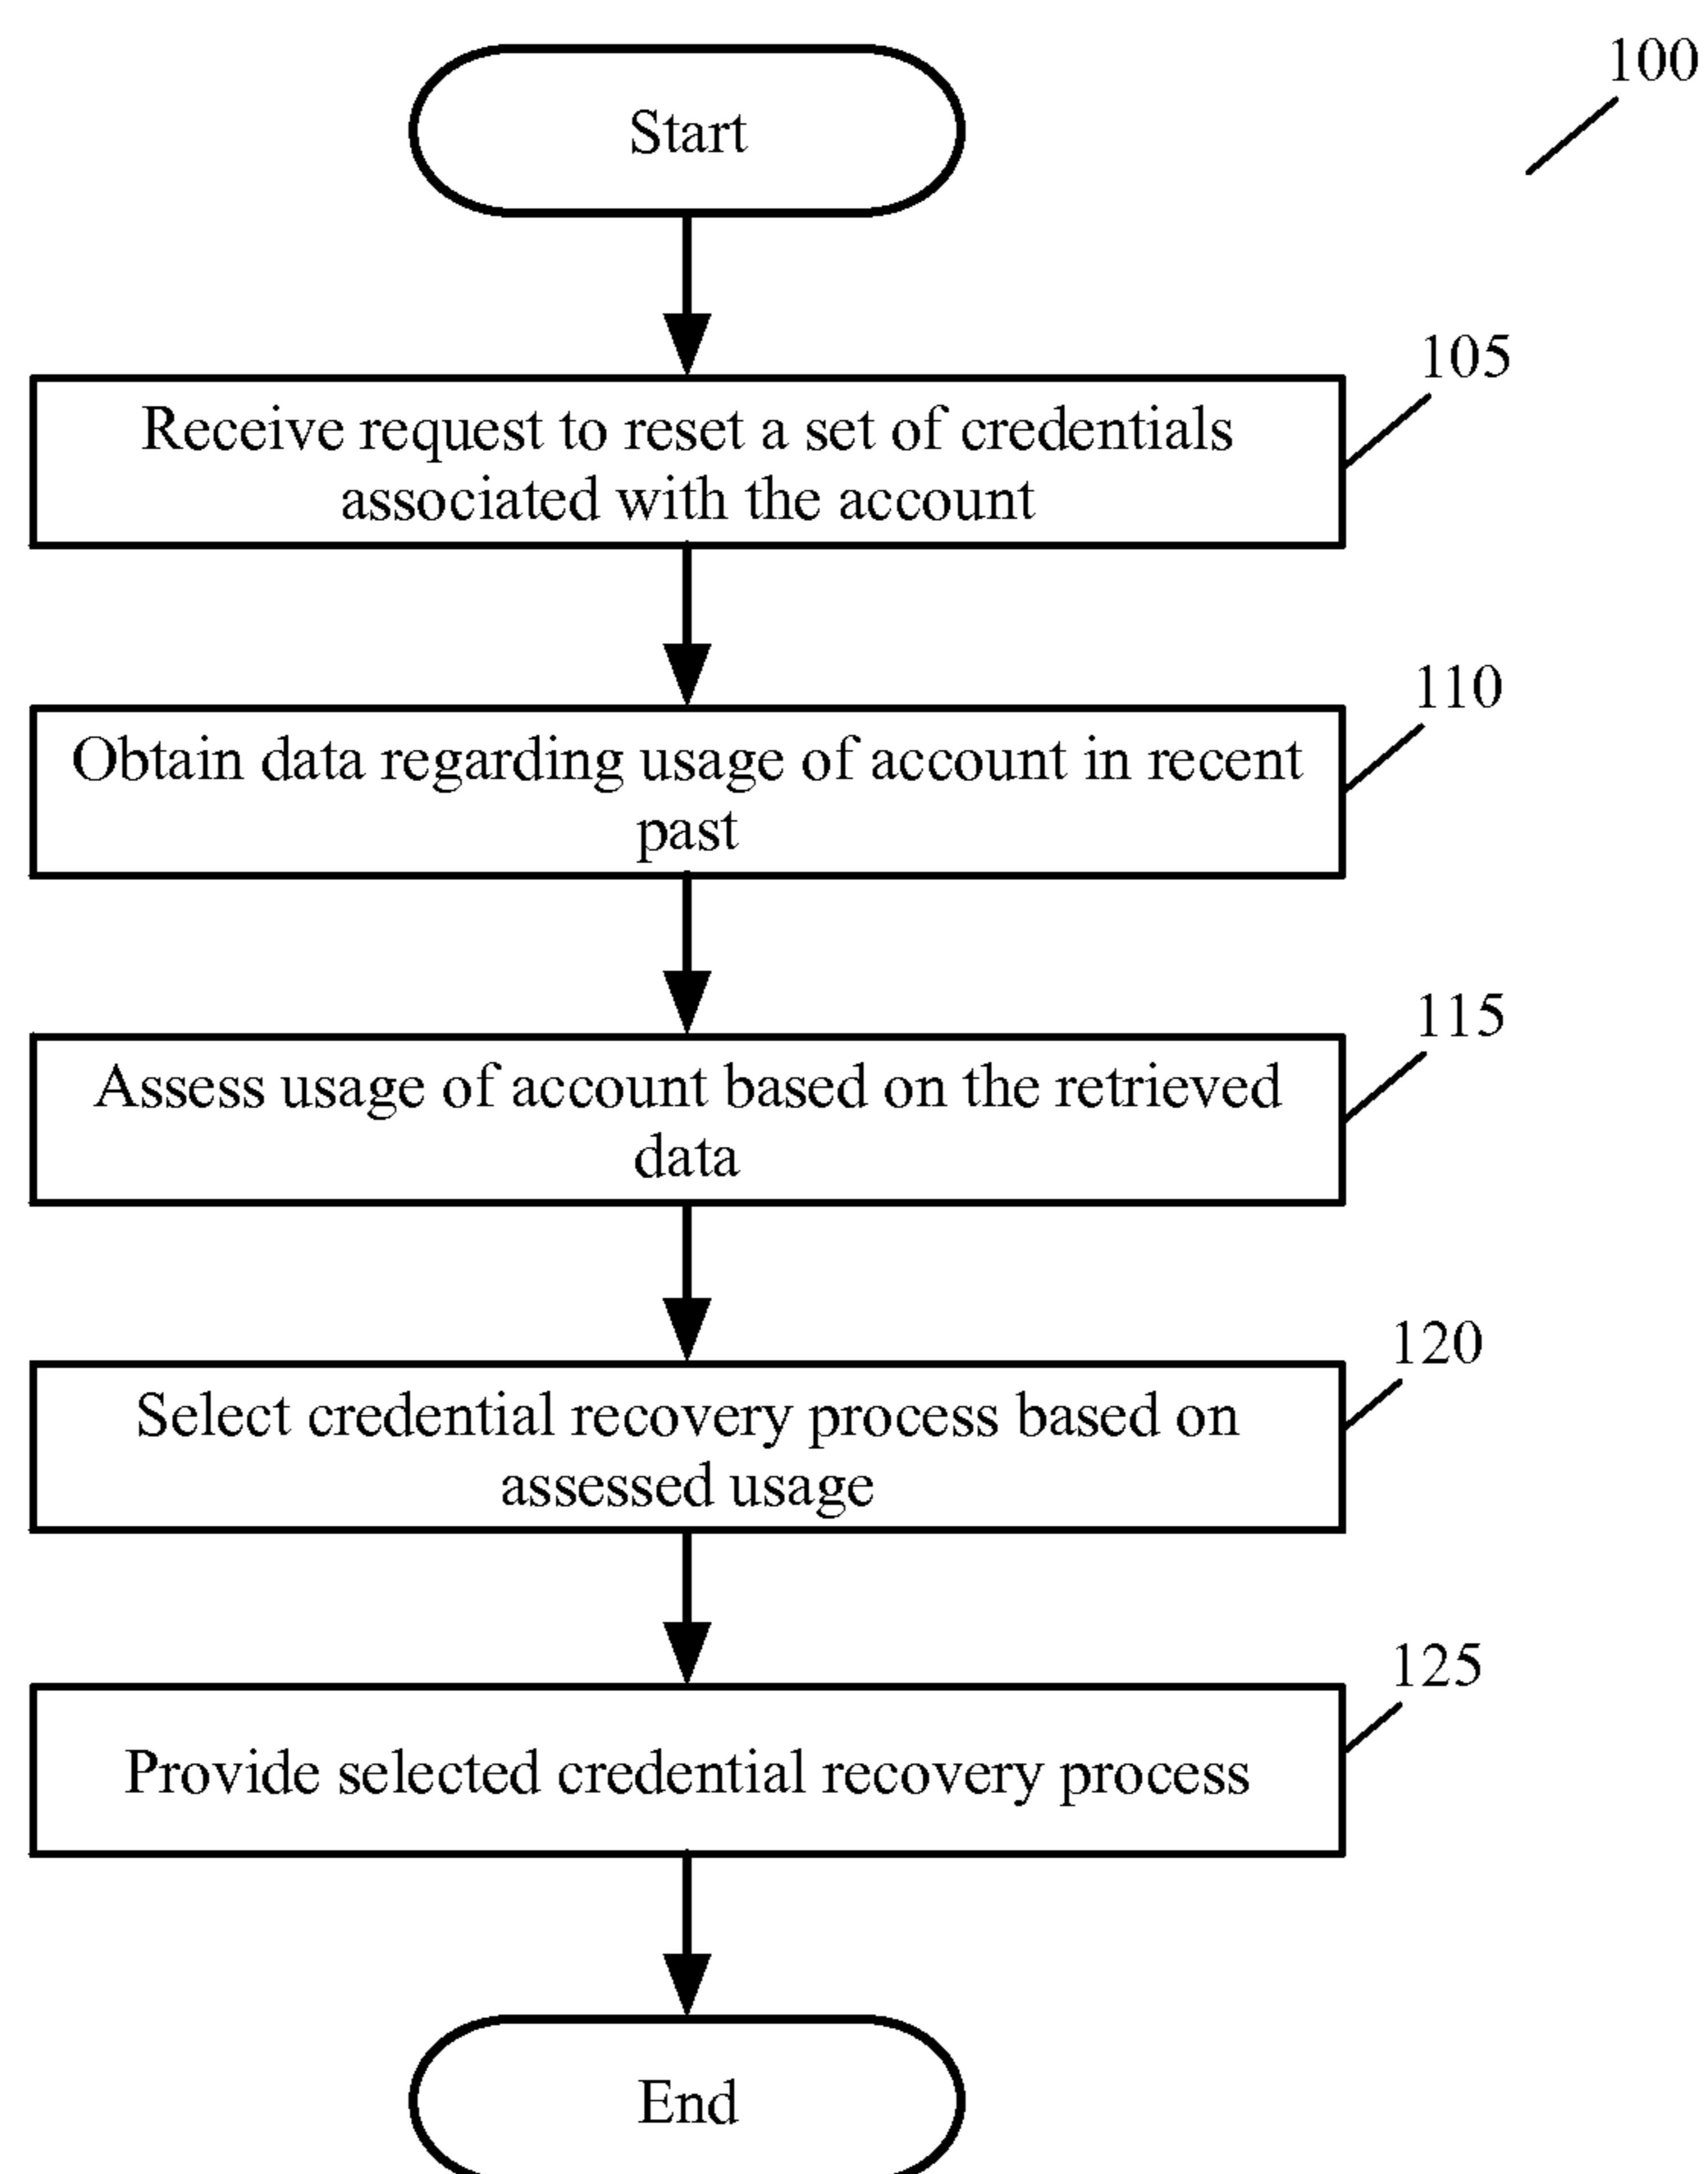 100
Start
105
Receive request to reset a set of credentials
associated with the account
110
Obtain data regarding usage of account in recent
past
115
Assess usage of account based on the retrieved
data
120
Select credential recovery process based on
assessed usage
125
Provide selected credential recovery process
End